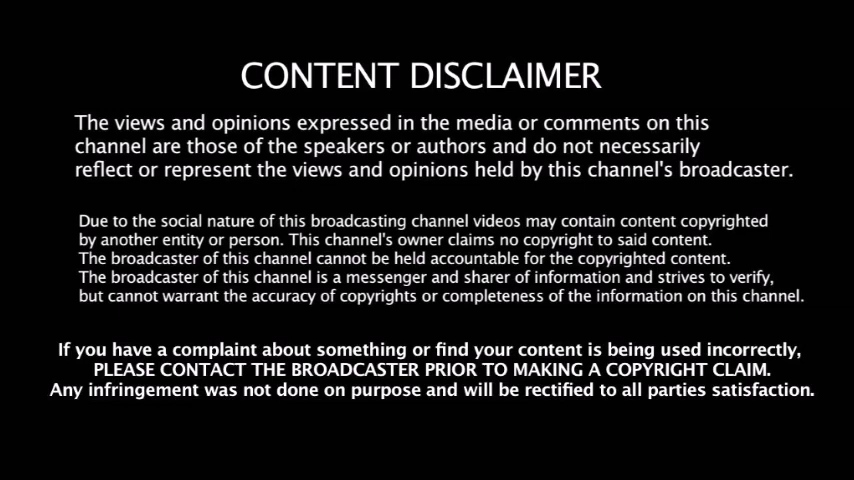 CONTENT DISCLAIMER
The views and opinions expressed in the media or comments on this
channel are those of the speakers or authors and do not necessarily
reflect or represent the views and opinions held by this channel's broadcaster.
Due to the social nature of this broadcasting channel videos may contain content copyrighted
by another entity or person. This channel's owner claims no copyright to said content.
The broadcaster of this channel cannot be held accountable for the copyrighted content.
The broadcaster of this channel is a messenger and sharer of information and strives to verify,
but cannot warrant the accuracy of copyrights or completeness of the information on this channel.
If you have a complaint about something or find your content is being used incorrectly,
PLEASE CONTACT THE BROADCASTER PRIOR TO MAKING A COPYRIGHT CLAIM.
Any infringement was not done on purpose and will be rectified to all parties satisfaction.